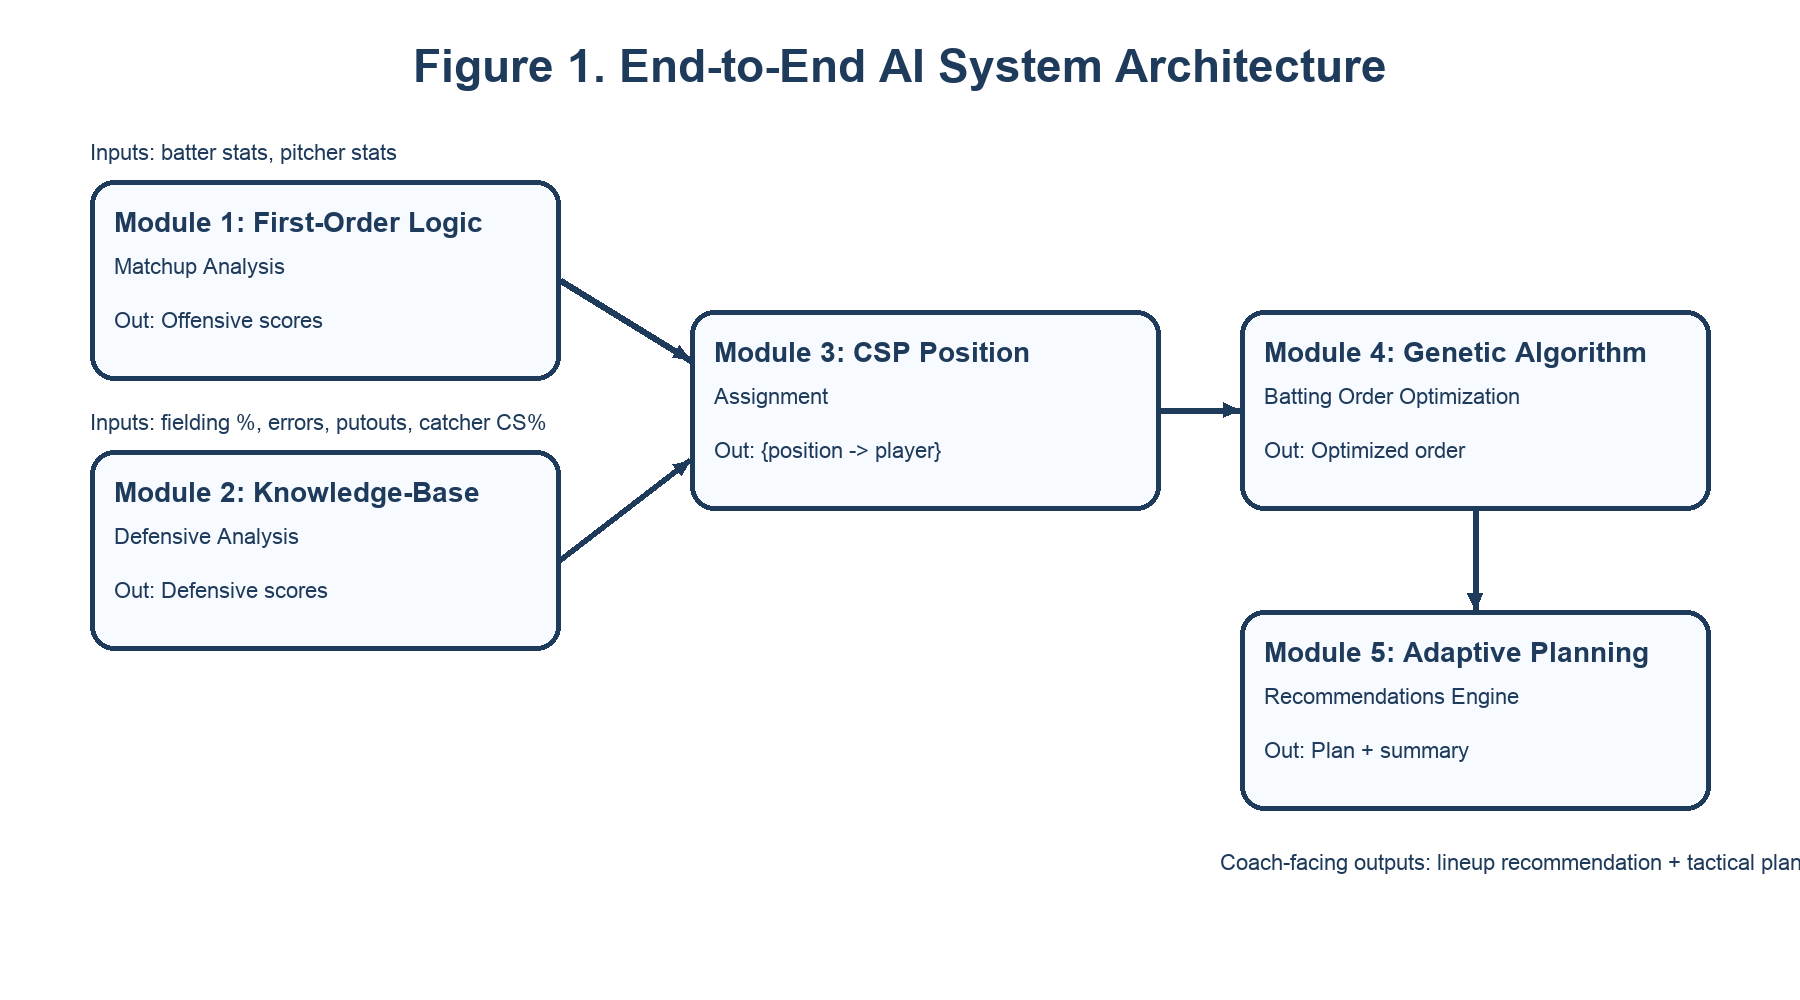 Figure 1. End-to-End AI System Architecture
Inputs: batter stats, pitcher stats
Module 1: First-Order Logic
Matchup Analysis
Out: Offensive scores
Inputs: fielding %, errors, putouts, catcher CS%
Module 2: Knowledge-Base
Defensive Analysis
Out: Defensive scores
Module 3: CSP Position
Assignment
Out: {position -> player}
Module 4: Genetic Algorithm
Batting Order Optimization
Out: Optimized order
Module 5: Adaptive Planning
Recommendations Engine
Out: Plan + summary
Coach-facing outputs: lineup recommendation + tactical plan